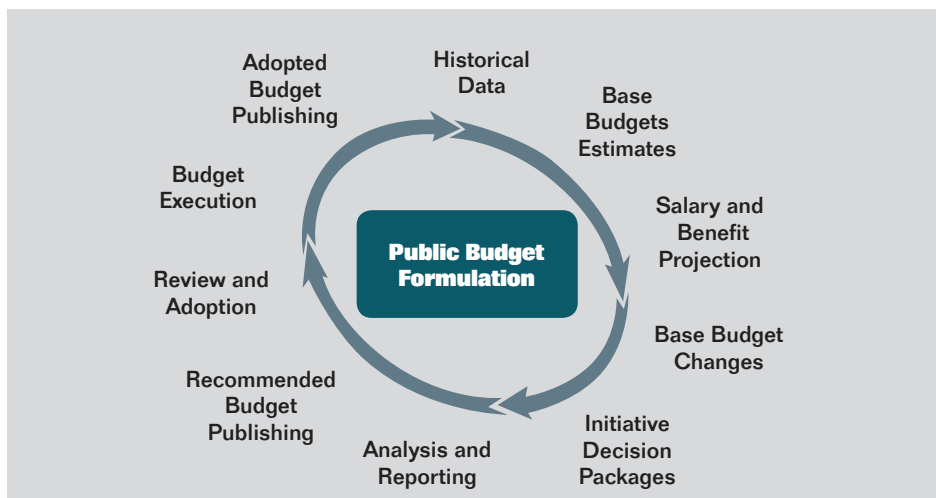 Historical
Data
Base
Budgets
Estimates
Salary and
Benefit
Projection
Base Budget
Changes
Initiative
Decision
Packages
Analysis and
Reporting
Recommended
Budget
Publishing
Review and
Adoption
Budget
Execution
Adopted
Budget
Publishing
Public Budget
Formulation